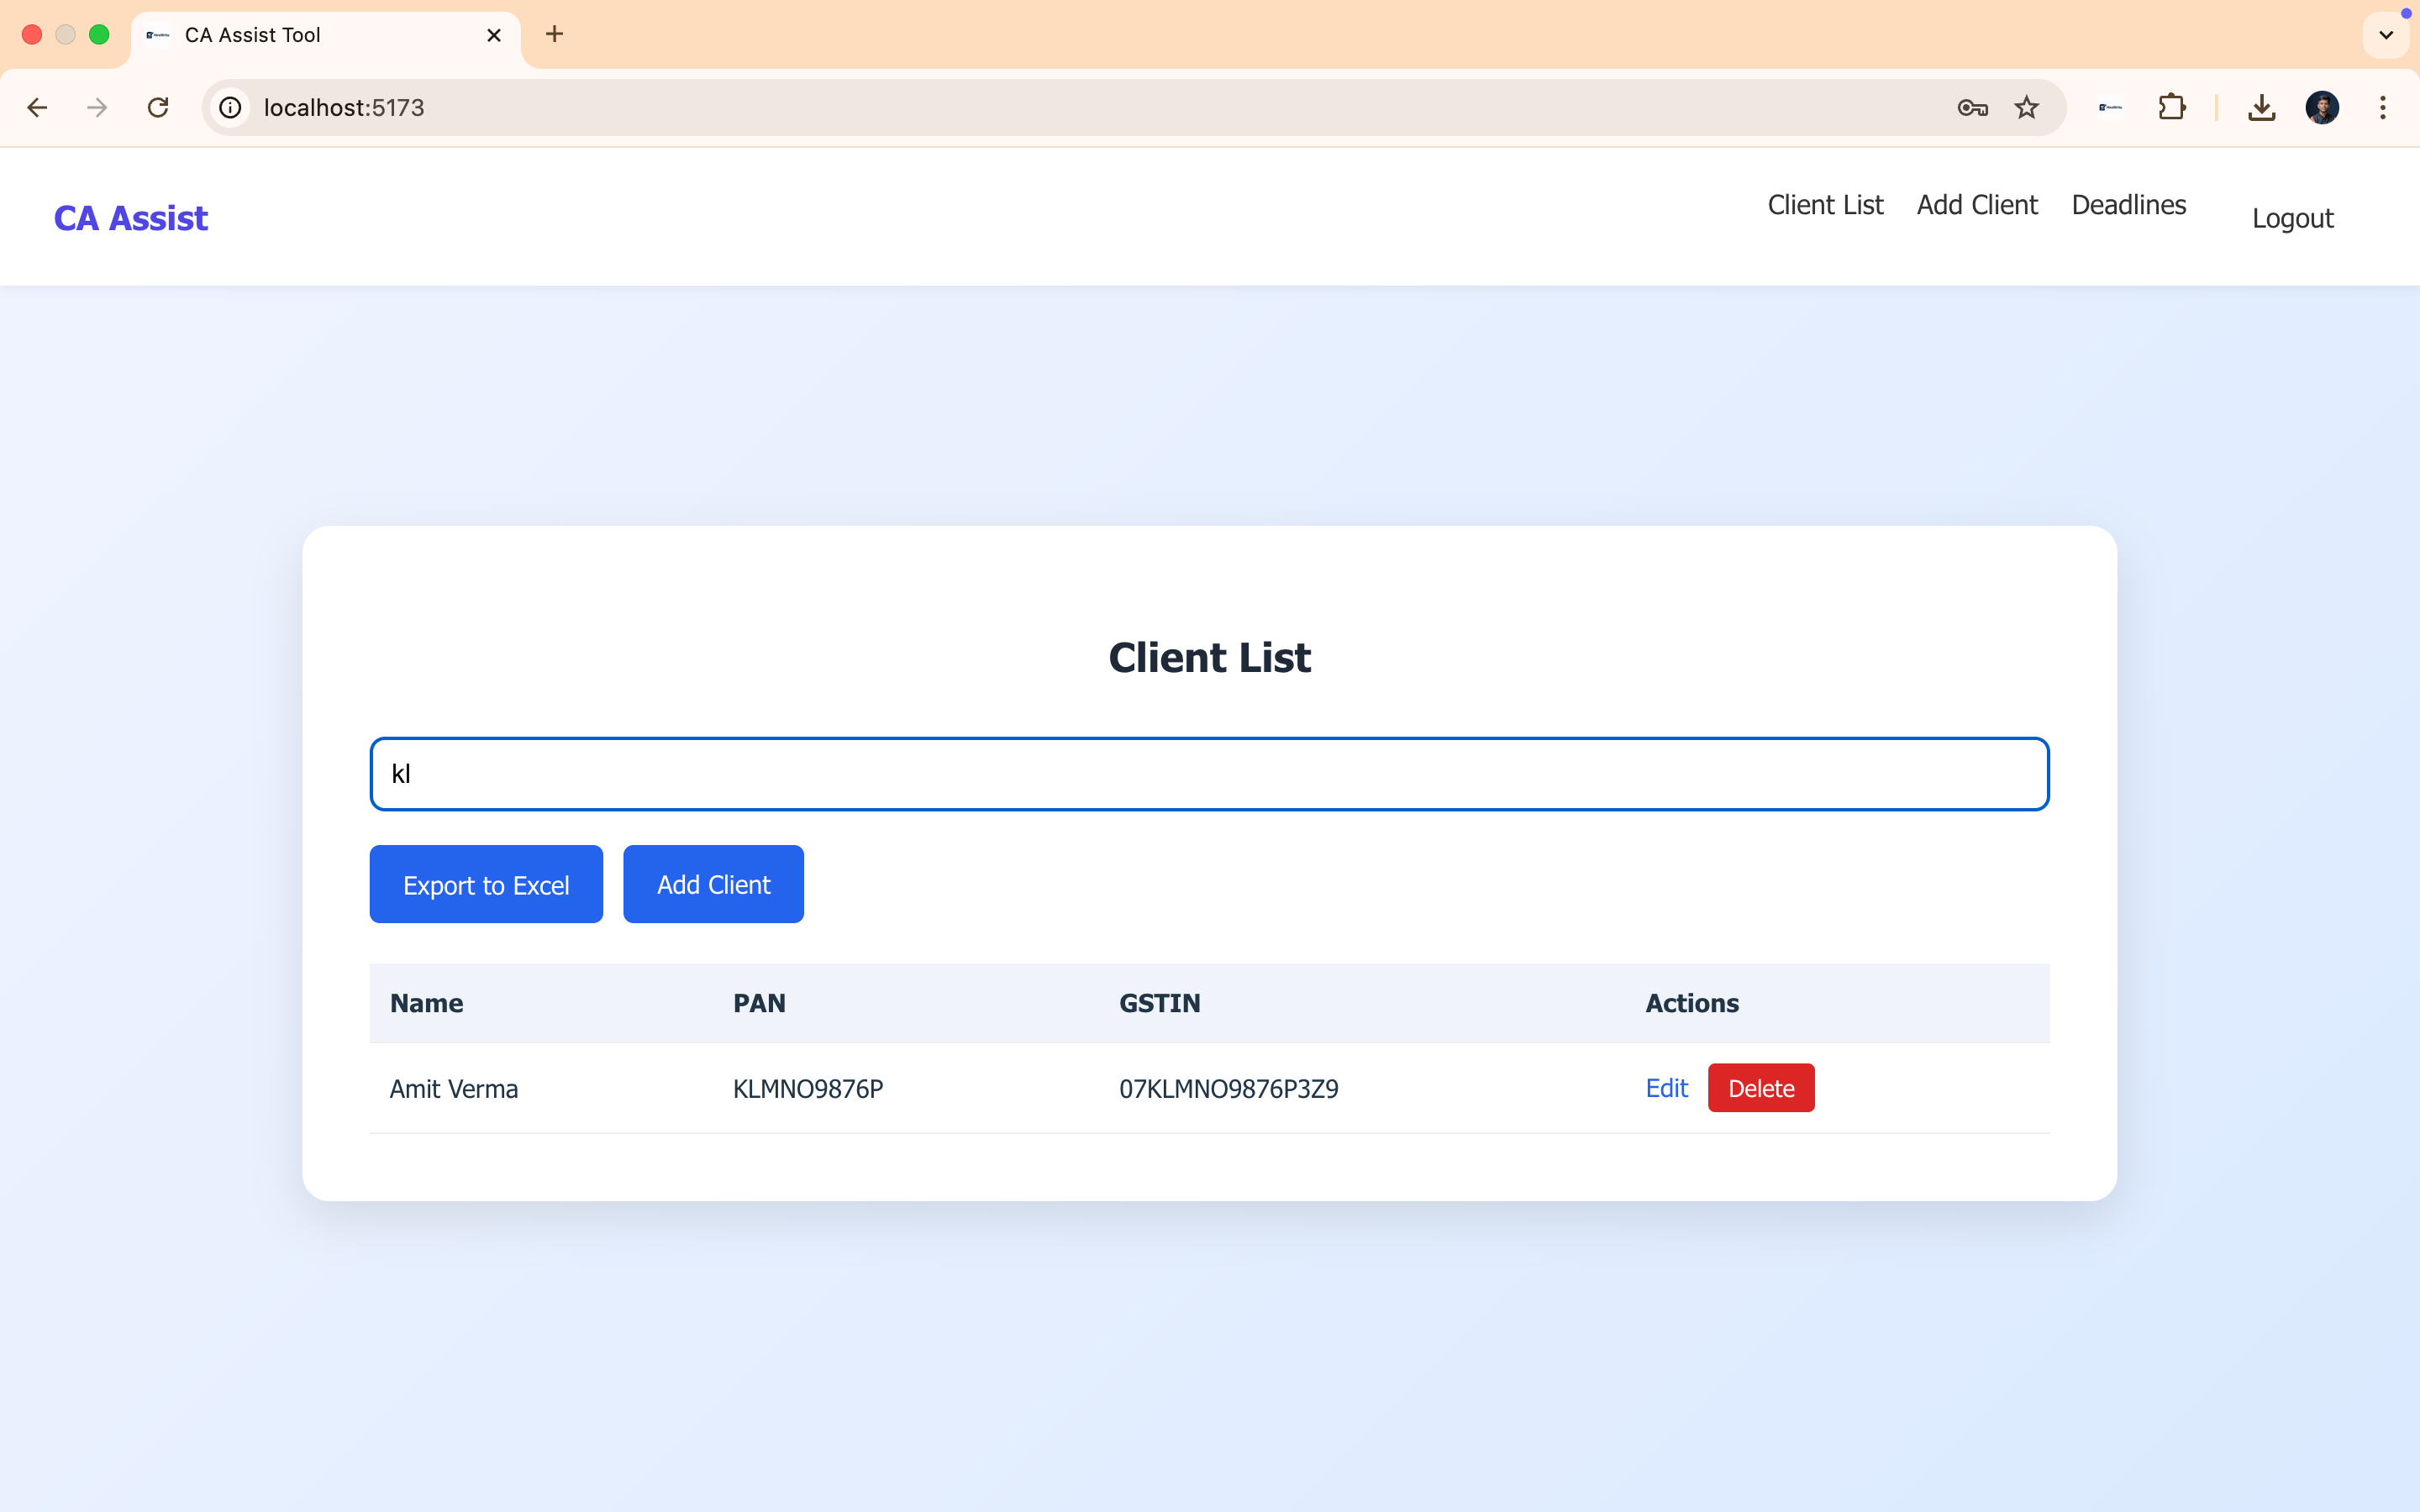 CA Assist Tool
localhost:5173
CA Assist
Client List Add Client Deadlines Logout
Client List
kl
Export to Excel Add Client
Name PAN GSTIN Actions
Amit Verma KLMNO9876P 07KLMNO9876P3Z9 Edit Delete